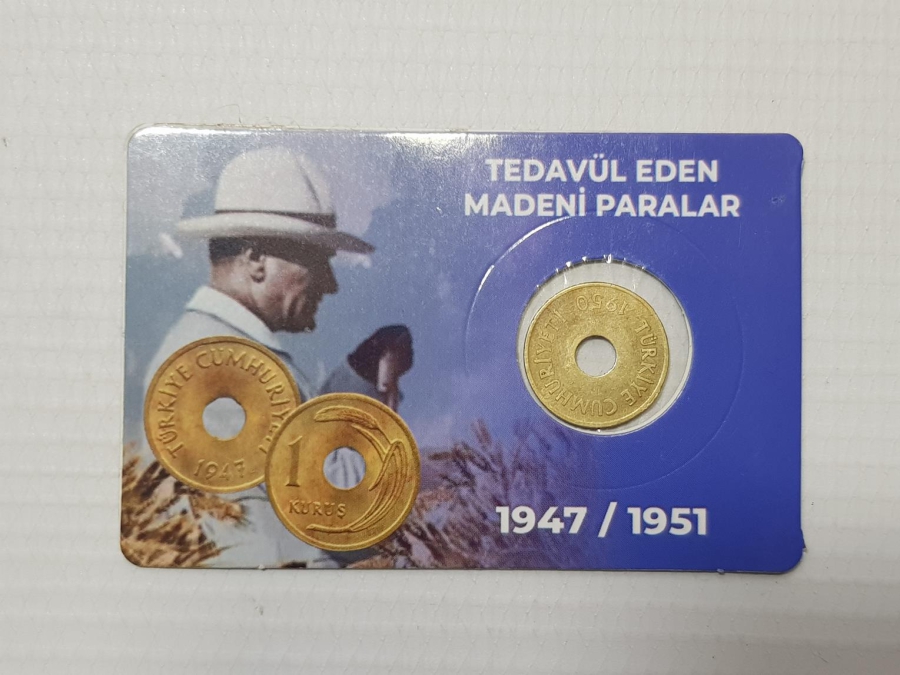 TEDAVÜL EDEN
MADENİ PARALAR
TÜRKİYE CUMHURİYETİ 1950
TÜRKİYE CUMHURİYETİ
1947
1
KURUŞ
1947 / 1951